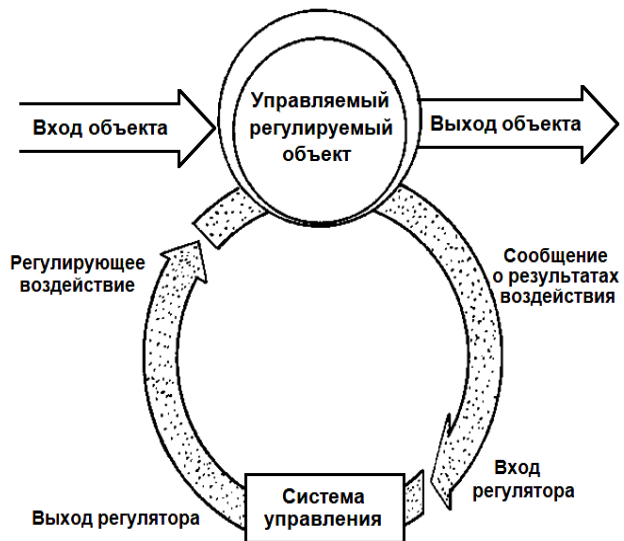 Управляемый
регулируемый
объект
Вход объекта
Выход объекта
Регулирующее
воздействие
Сообщение
о результатах
воздействия
Вход
регулятора
Система
управления
Выход регулятора